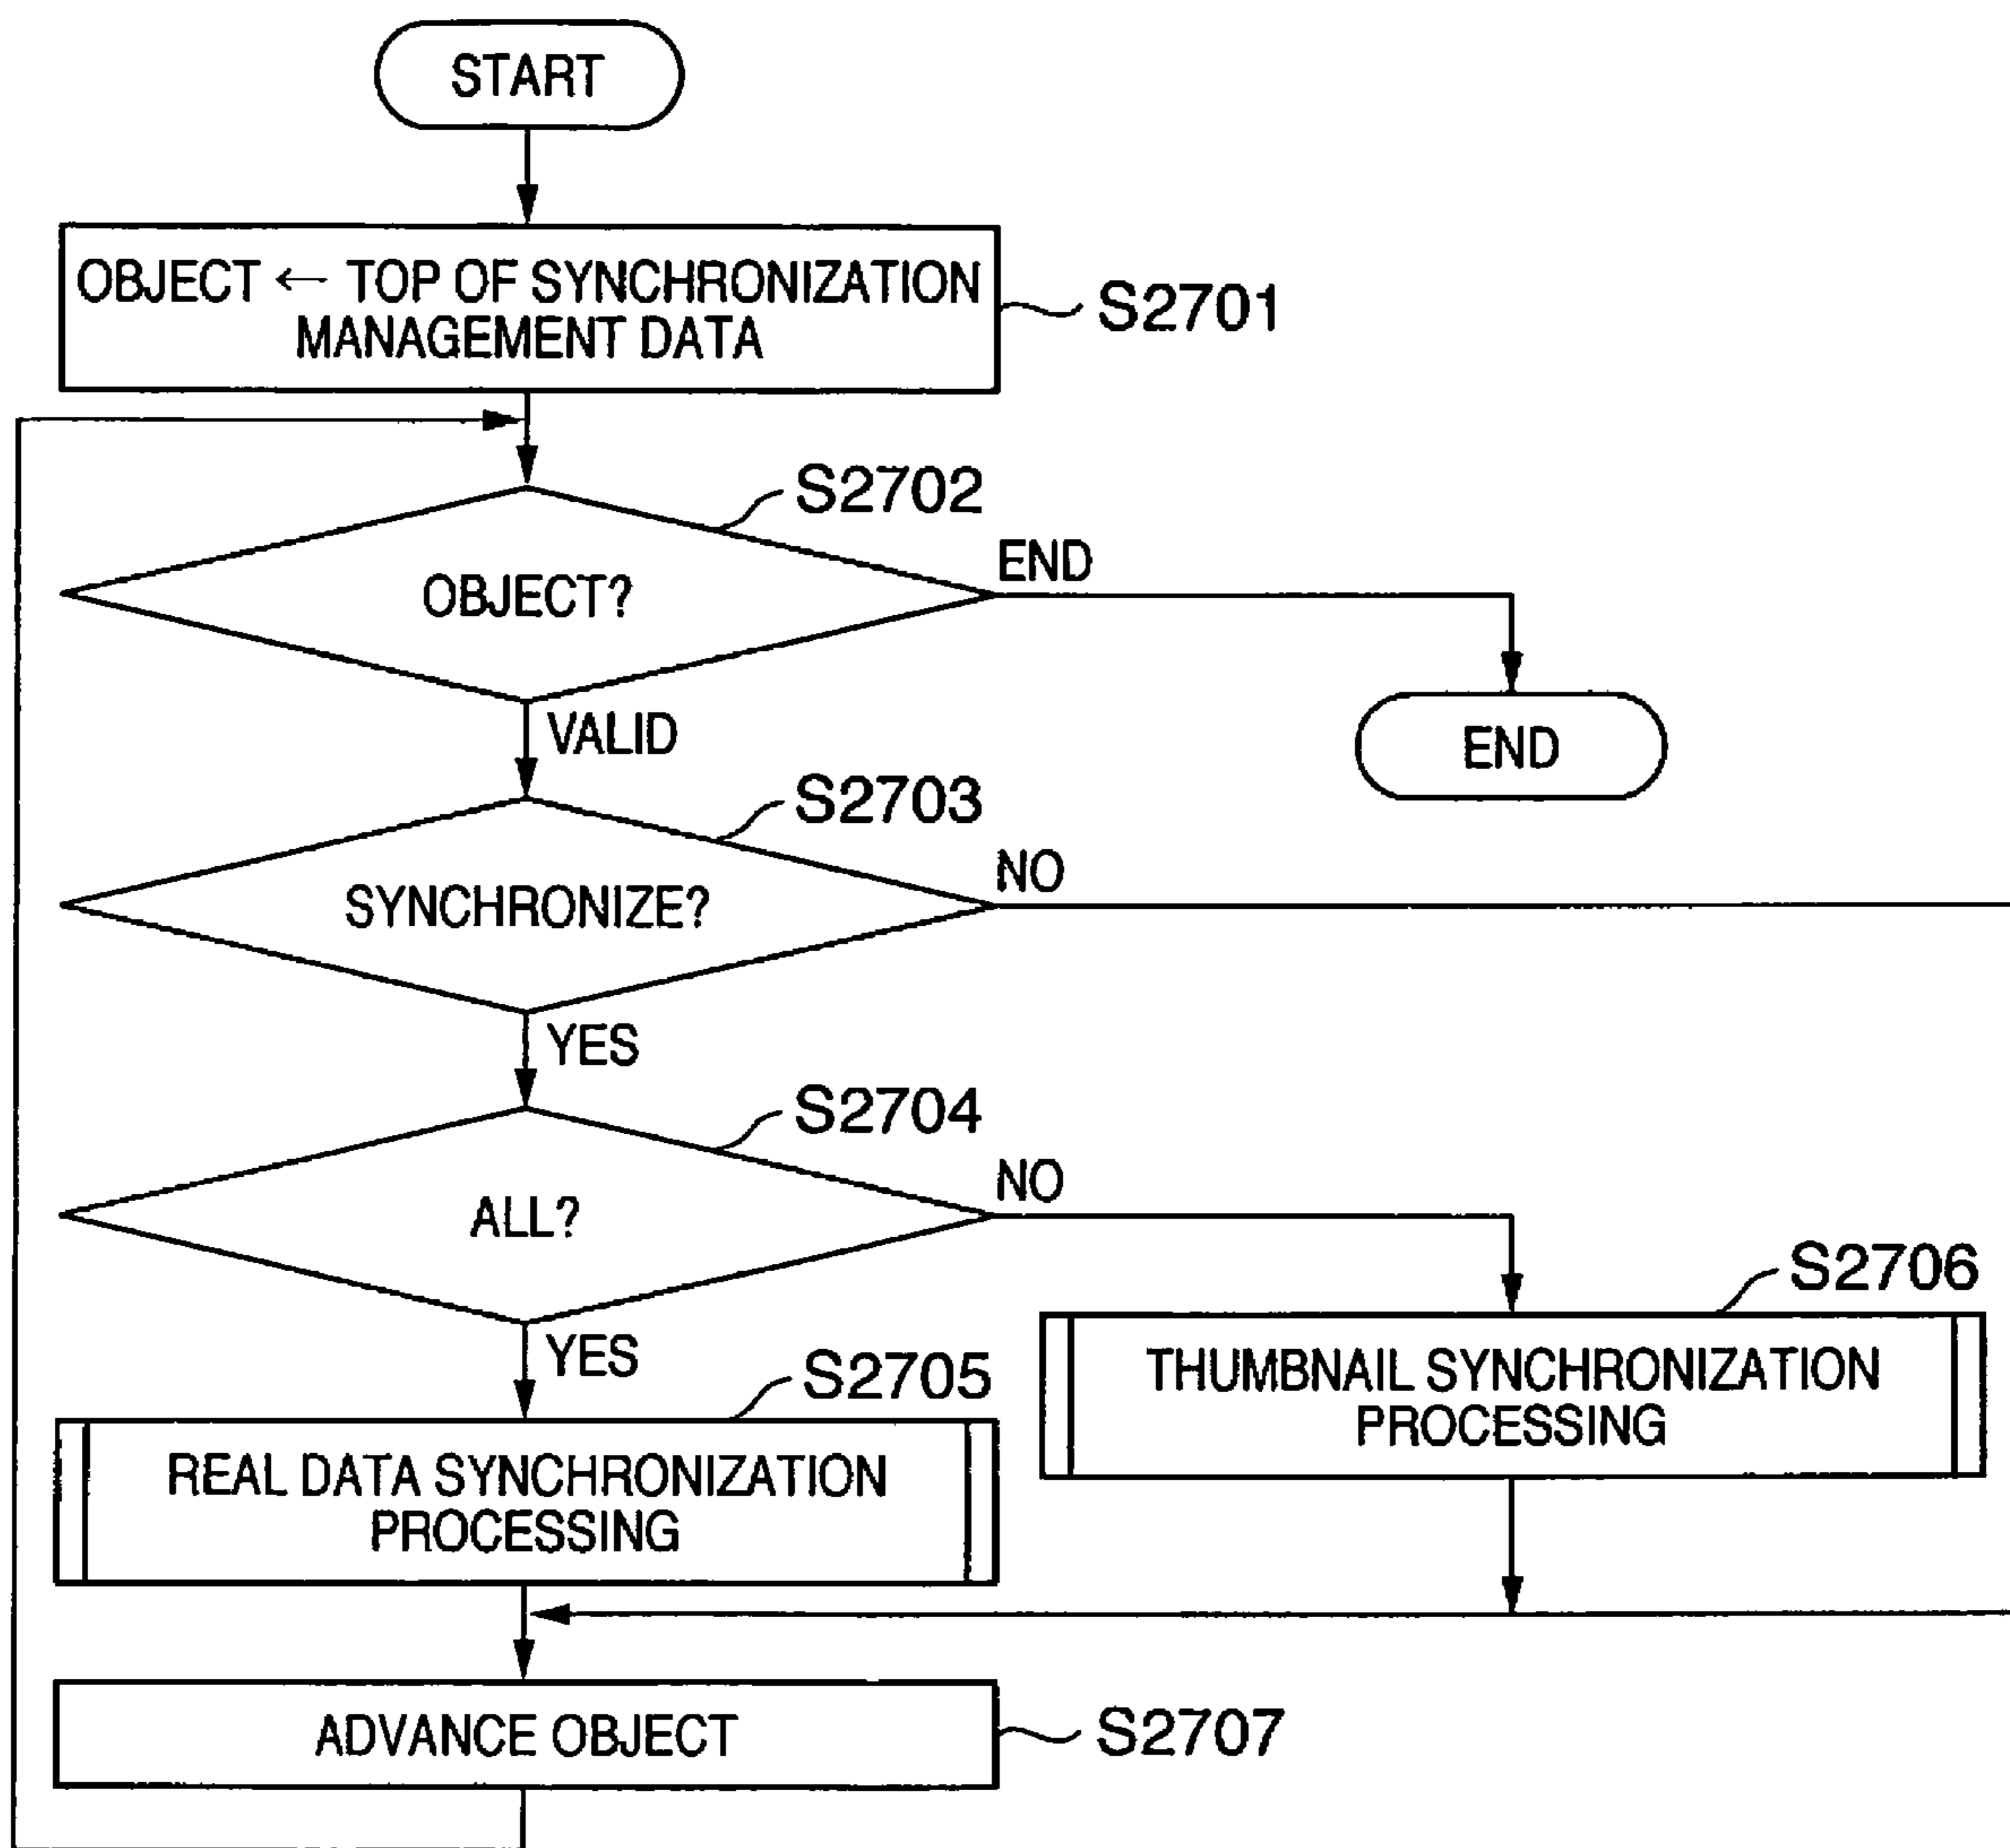 START
OBJECT ← TOP OF SYNCHRONIZATION
MANAGEMENT DATA
S2701
S2702
OBJECT?
END
VALID
END
S2703
SYNCHRONIZE?
NO
YES
S2704
ALL?
NO
YES
S2706
THUMBNAIL SYNCHRONIZATION
PROCESSING
S2705
REAL DATA SYNCHRONIZATION
PROCESSING
ADVANCE OBJECT
S2707